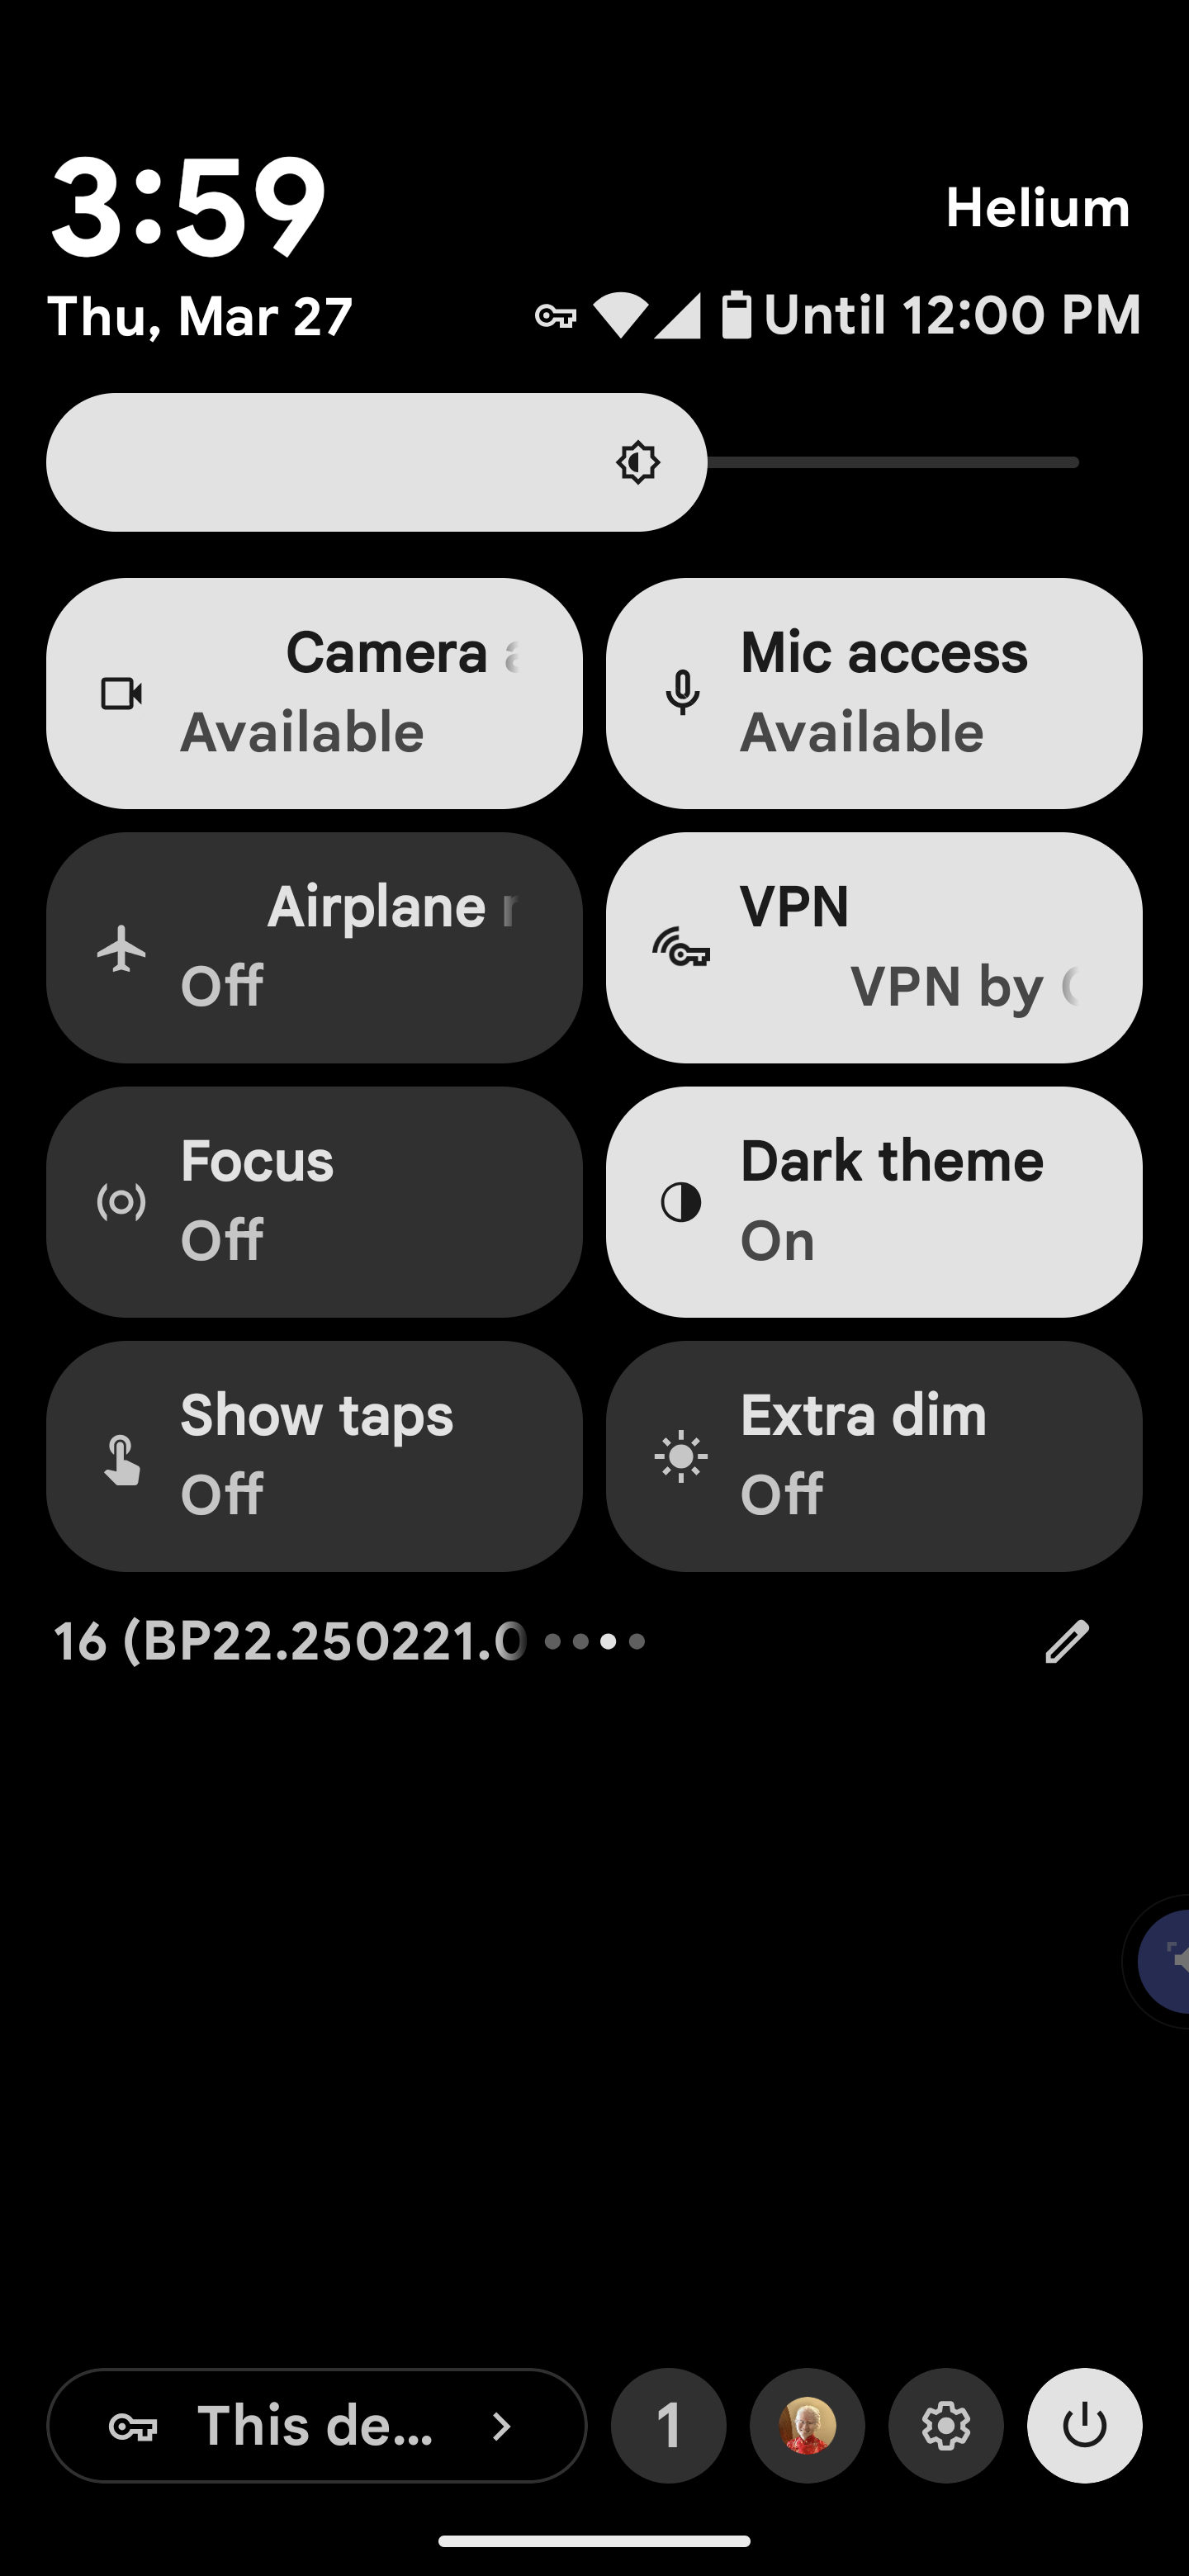 3:59
Helium
Thu, Mar 27
Until 12:00 PM
Camera
Available
Mic access
Available
Airplane
Off
VPN
VPN by
Focus
Off
Dark theme
On
Show taps
Off
Extra dim
Off
16 (BP22.250221.0
This de...
1